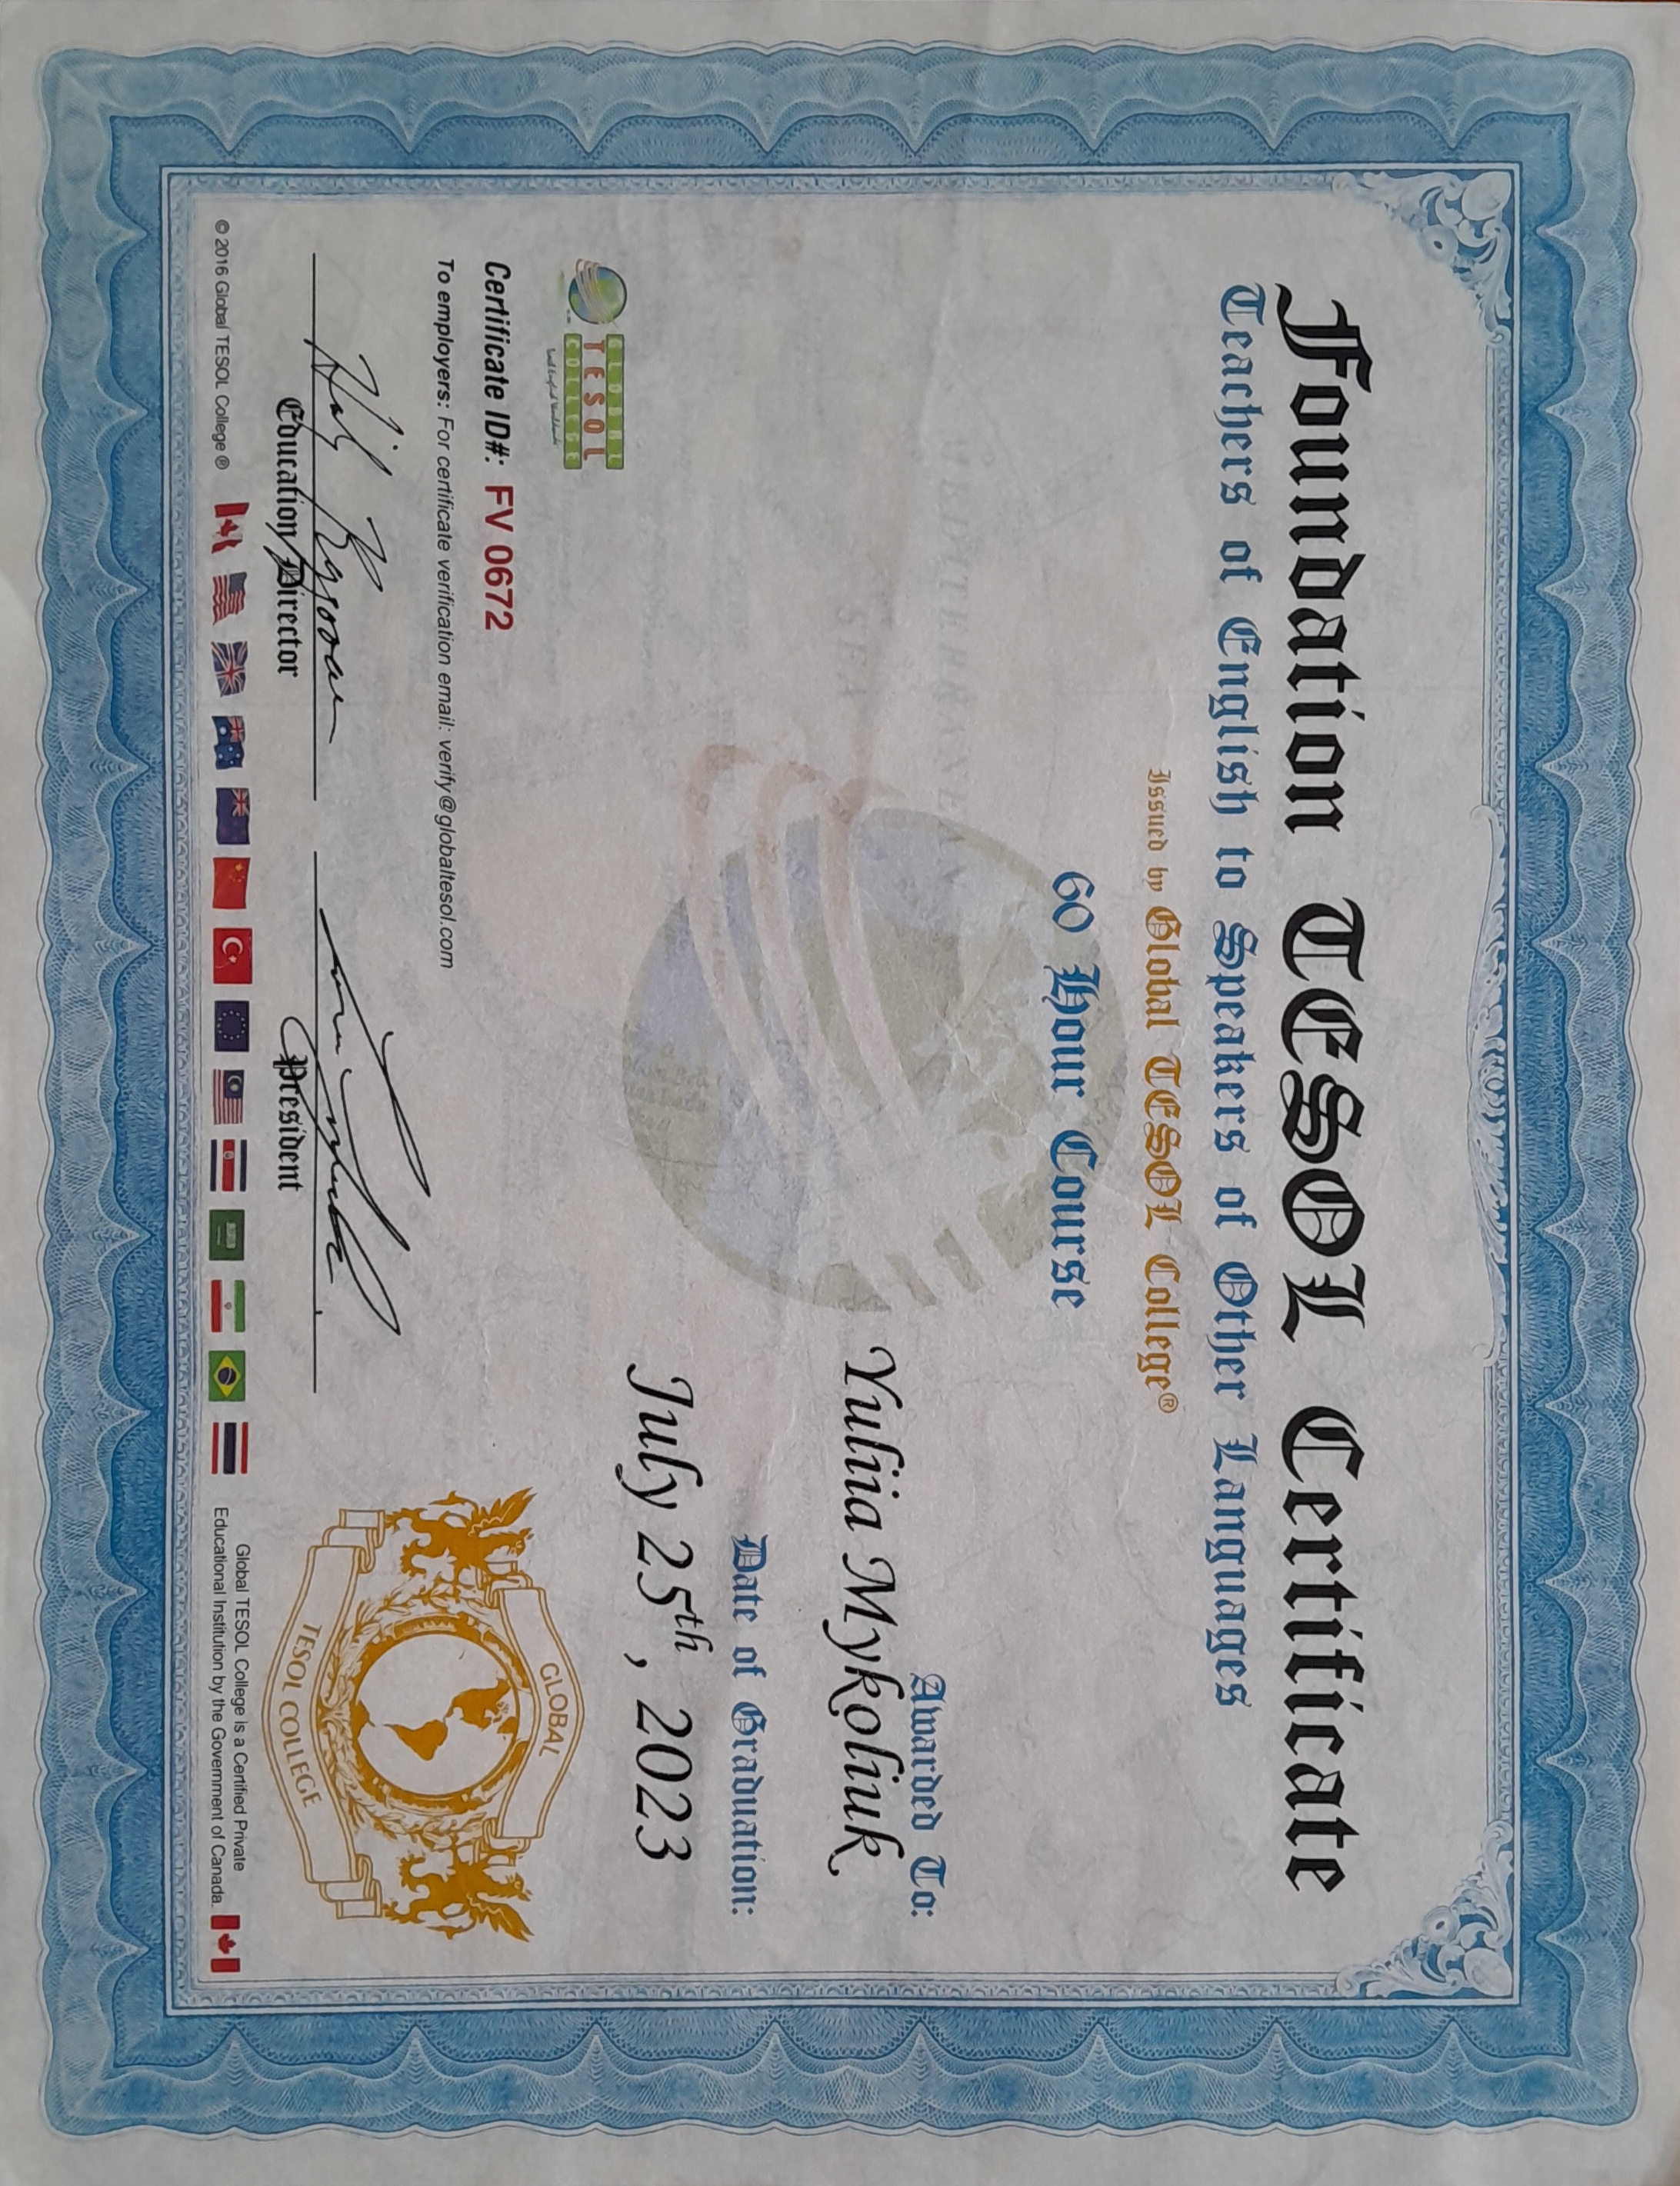 Foundation TESOL Certificate
Teachers of English to Speakers of Other Languages
Issued by Global TESOL College®
60 Hour Course
Awarded To:
Yuliia Mykoliuk
Date of Graduation:
July 25th, 2023
GLOBAL
TESOL
COLLEGE
Certificate ID#: FV 0672
To employers: For certificate verification email: verify@globaltesol.com
Education Director
President
GLOBAL
TESOL COLLEGE
© 2016 Global TESOL College ®
Global TESOL College is a Certified Private
Educational Institution by the Government of Canada.